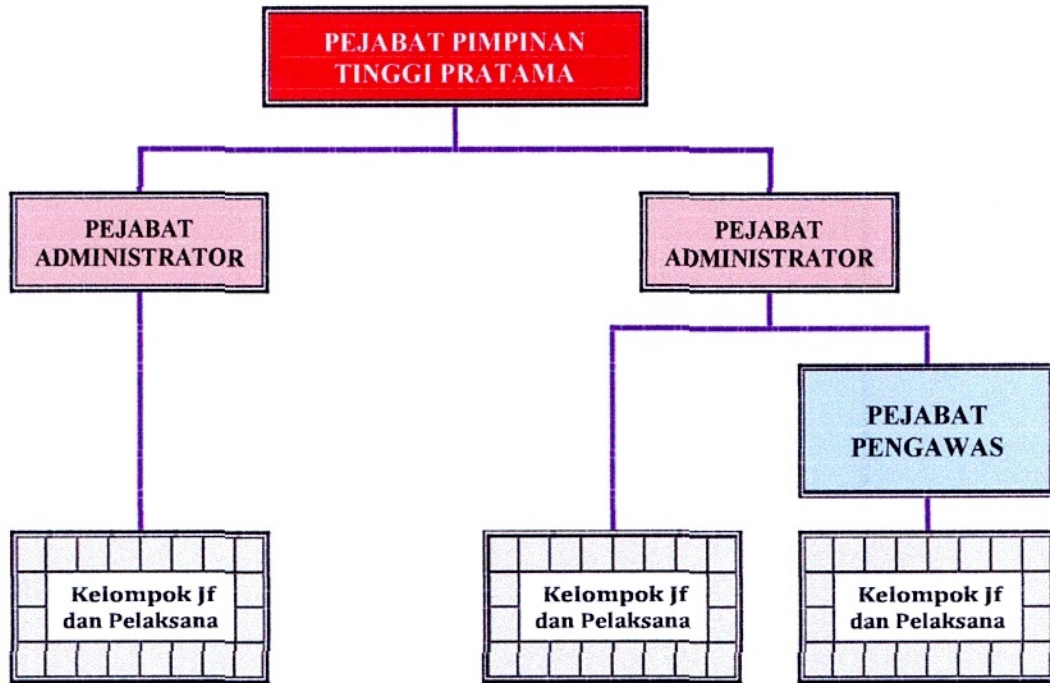 PEJABAT PIMPINAN
TINGGI PRATAMA
PEJABAT
ADMINISTRATOR
PEJABAT
ADMINISTRATOR
PEJABAT
PENGAWAS
Kelompok Jf
dan Pelaksana
Kelompok Jf
dan Pelaksana
Kelompok Jf
dan Pelaksana